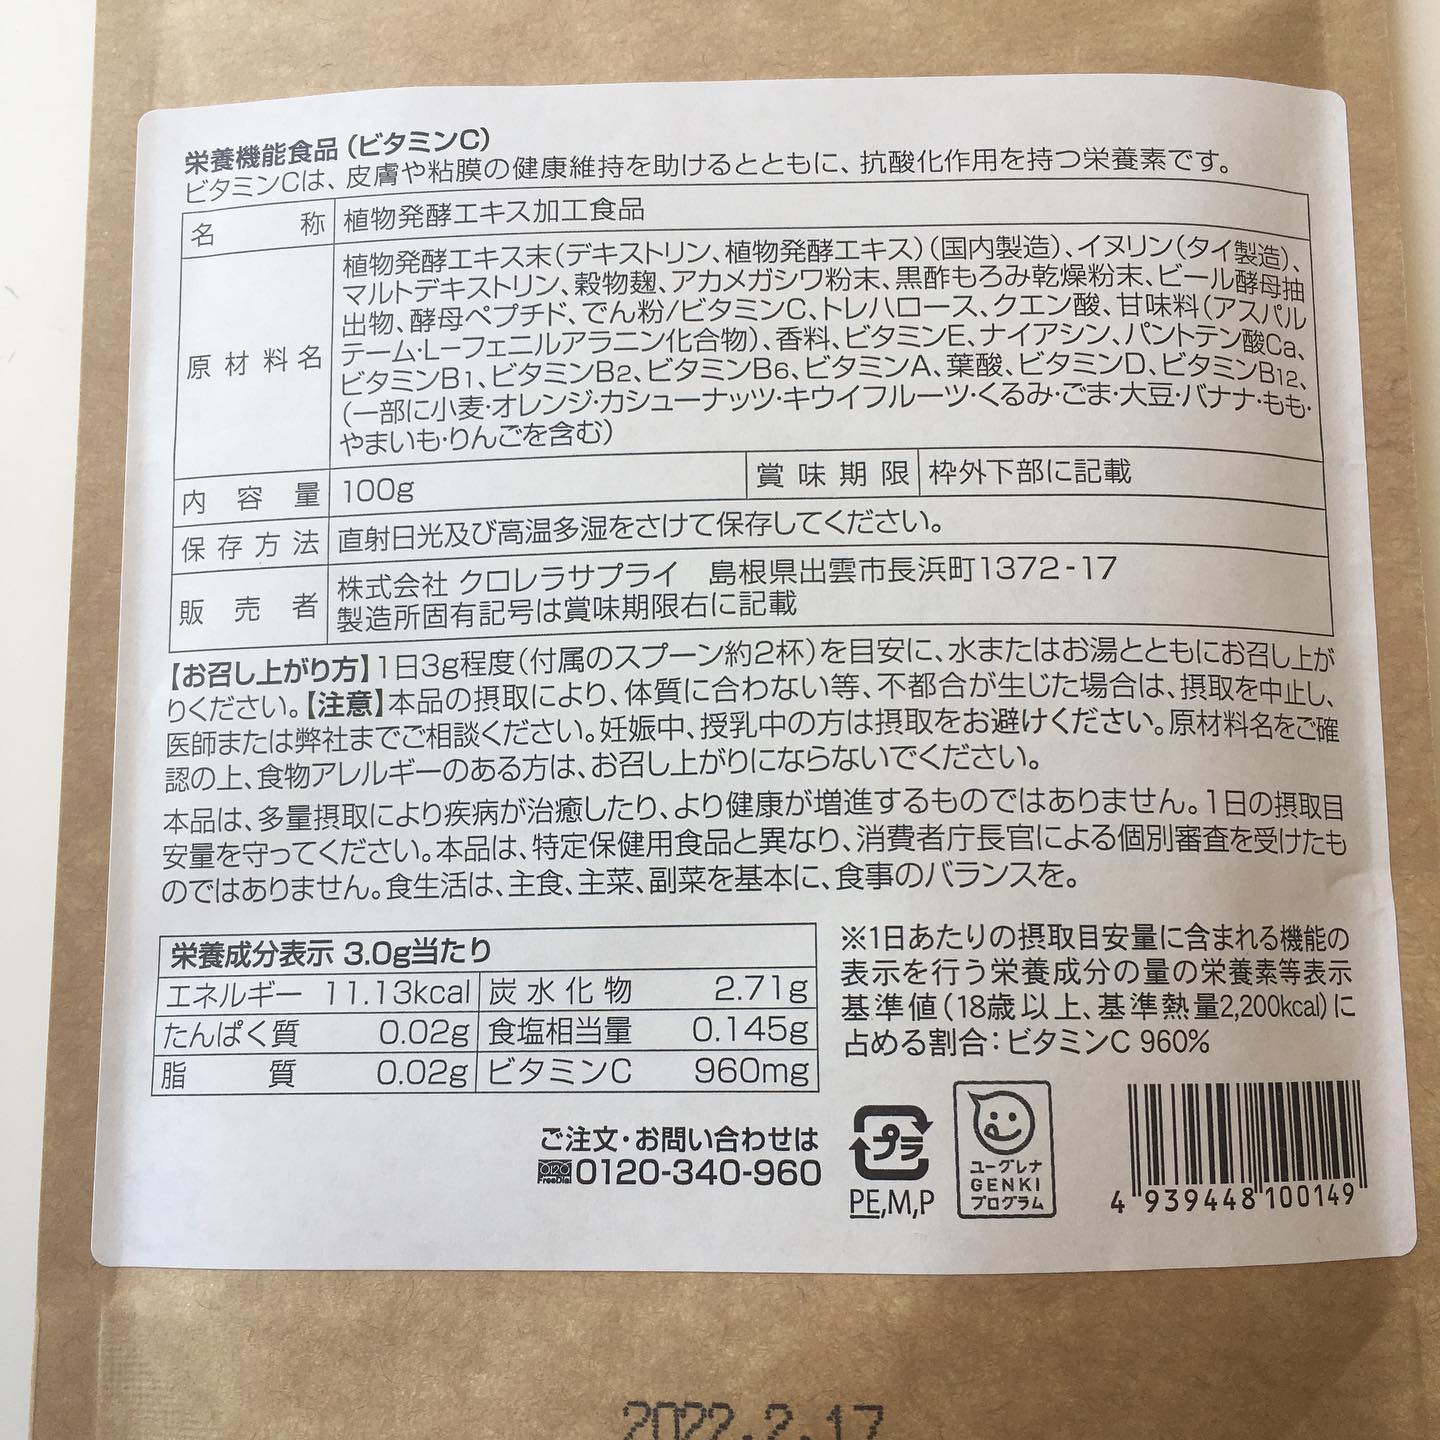 栄養機能食品(ビタミンC)
ビタミンCは、皮膚や粘膜の健康維持を助けるとともに、抗酸化作用を持つ栄養素です。
名称 植物発酵エキス加工食品
原材料名 植物発酵エキス末(デキストリン、植物発酵エキス)(国内製造)、イヌリン(タイ製造)、
マルトデキストリン、穀物麹、アカメガシワ粉末、黒酢もろみ乾燥粉末、ビール酵母抽
出物、酵母ペプチド、でん粉/ビタミンC、トレハロース、クエン酸、甘味料(アスパル
テーム・L−フェニルアラニン化合物)、香料、ビタミンE、ナイアシン、パントテン酸Ca、
ビタミンB1、ビタミンB2、ビタミンB6、ビタミンA、葉酸、ビタミンD、ビタミンB12、
(一部に小麦・オレンジ・カシューナッツ・キウイフルーツ・くるみ・ごま・大豆・バナナ・もも・
やまいも・りんごを含む)
内容量 100g 賞味期限 枠外下部に記載
保存方法 直射日光及び高温多湿をさけて保存してください。
販売者 株式会社 クロレラサプライ 島根県出雲市長浜町1372-17
製造所固有記号は賞味期限右に記載
【お召し上がり方】1日3g程度(付属のスプーン約2杯)を目安に、水またはお湯とともにお召し上が
りください。【注意】本品の摂取により、体質に合わない等、不都合が生じた場合は、摂取を中止し、
医師または弊社までご相談ください。妊娠中、授乳中の方は摂取をお避けください。原材料名をご確
認の上、食物アレルギーのある方は、お召し上がりにならないでください。
本品は、多量摂取により疾病が治癒したり、より健康が増進するものではありません。1日の摂取目
安量を守ってください。本品は、特定保健用食品と異なり、消費者庁長官による個別審査を受けたも
のではありません。食生活は、主食、主菜、副菜を基本に、食事のバランスを。
栄養成分表示 3.0g当たり
エネルギー 11.13kcal 炭水化物 2.71g
たんぱく質 0.02g 食塩相当量 0.145g
脂質 0.02g ビタミンC 960mg
※1日あたりの摂取目安量に含まれる機能の
表示を行う栄養成分の量の栄養素等表示
基準値(18歳以上、基準熱量2,200kcal)に
占める割合:ビタミンC 960%
ご注文・お問い合わせは
0120 FreeDial 0120-340-960
プラ
PE,M,P
ユーグレナ
GENKI
プログラム
4 939448 100149
2022.2.17